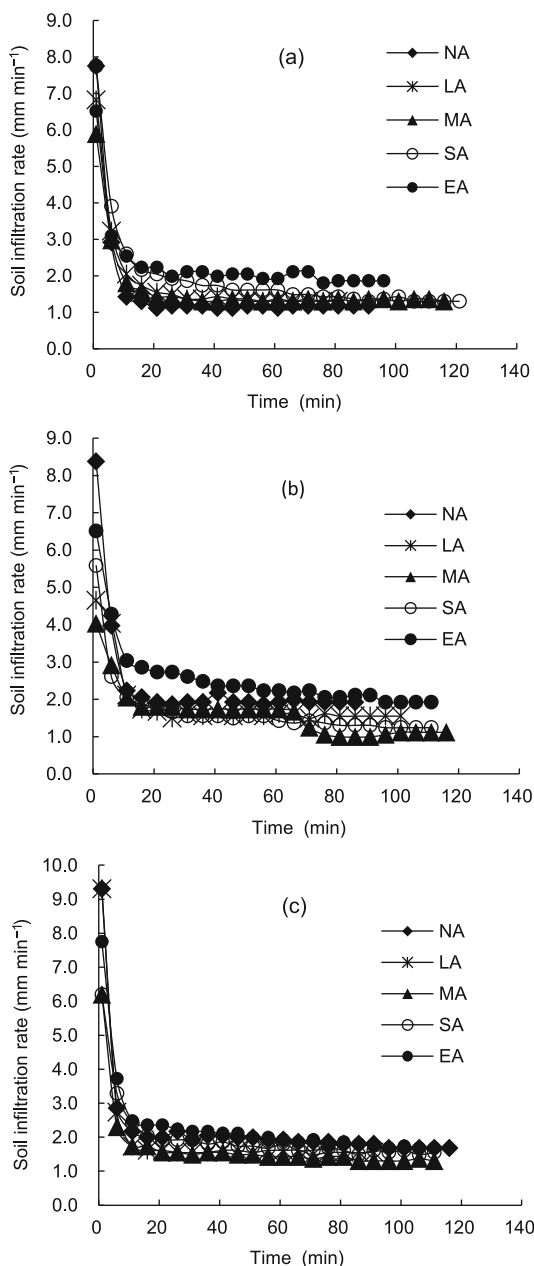 9.0
8.0
7.0
6.0
5.0
4.0
3.0
2.0
1.0
0.0
Soil infiltration rate (mm min⁻¹)
(a)
NA
LA
MA
SA
EA
0 20 40 60 80 100 120 140
Time (min)
9.0
8.0
7.0
6.0
5.0
4.0
3.0
2.0
1.0
0.0
Soil infiltration rate (mm min⁻¹)
(b)
NA
LA
MA
SA
EA
0 20 40 60 80 100 120 140
Time (min)
10.0
9.0
8.0
7.0
6.0
5.0
4.0
3.0
2.0
1.0
0.0
Soil infiltration rate (mm min⁻¹)
(c)
NA
LA
MA
SA
EA
0 20 40 60 80 100 120 140
Time (min)